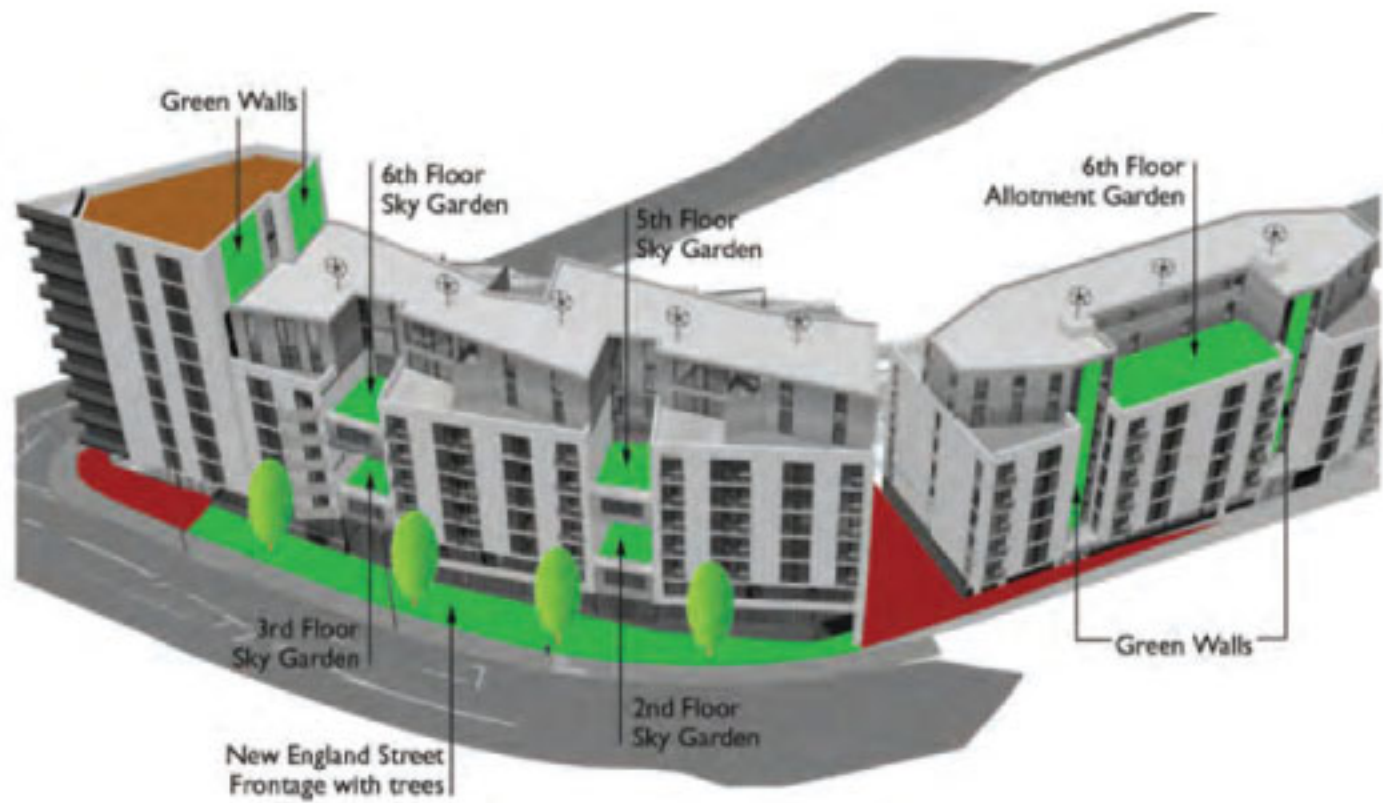 Green Walls
6th Floor
Sky Garden
5th Floor
Sky Garden
6th Floor
Allotment Garden
3rd Floor
Sky Garden
Green Walls
2nd Floor
Sky Garden
New England Street
Frontage with trees